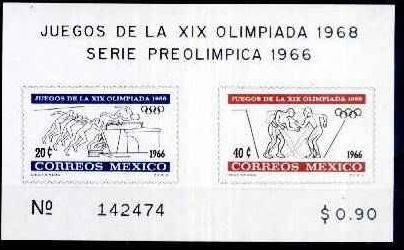 JUEGOS DE LA XIX OLIMPIADA 1968
SERIE PREOLIMPICA 1966
JUEGOS DE LA XIX OLIMPIADA 1968
20 ¢ 1966
CORREOS MEXICO
JUEGOS DE LA XIX OLIMPIADA 1968
40 ¢ 1966
CORREOS MEXICO
Nº 142474 $ 0.90